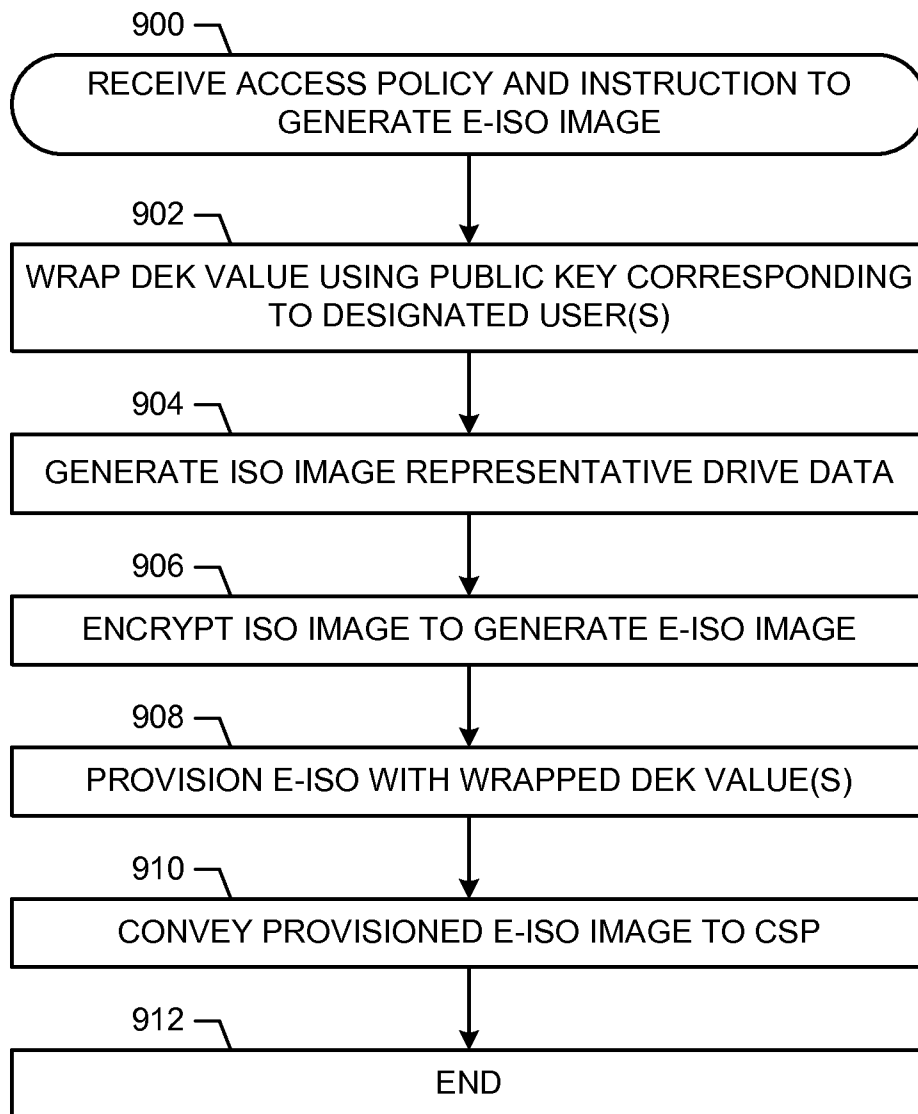 900
RECEIVE ACCESS POLICY AND INSTRUCTION TO
GENERATE E-ISO IMAGE
902
WRAP DEK VALUE USING PUBLIC KEY CORRESPONDING
TO DESIGNATED USER(S)
904
GENERATE ISO IMAGE REPRESENTATIVE DRIVE DATA
906
ENCRYPT ISO IMAGE TO GENERATE E-ISO IMAGE
908
PROVISION E-ISO WITH WRAPPED DEK VALUE(S)
910
CONVEY PROVISIONED E-ISO IMAGE TO CSP
912
END